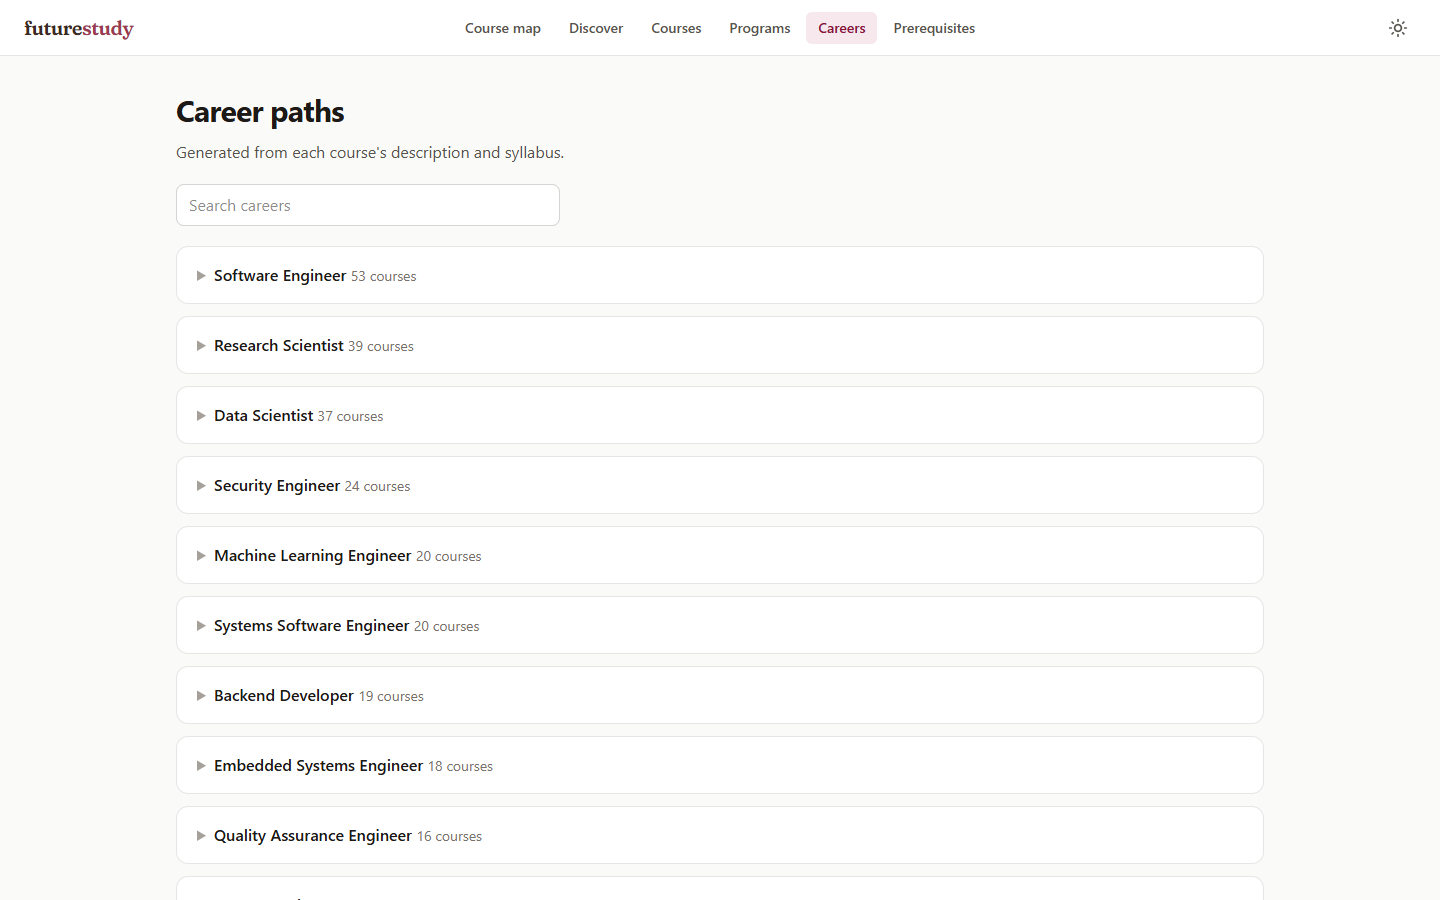 futurestudy
Course map
Discover
Courses
Programs
Careers
Prerequisites
Career paths
Generated from each course's description and syllabus.
Search careers
Software Engineer 53 courses
Research Scientist 39 courses
Data Scientist 37 courses
Security Engineer 24 courses
Machine Learning Engineer 20 courses
Systems Software Engineer 20 courses
Backend Developer 19 courses
Embedded Systems Engineer 18 courses
Quality Assurance Engineer 16 courses